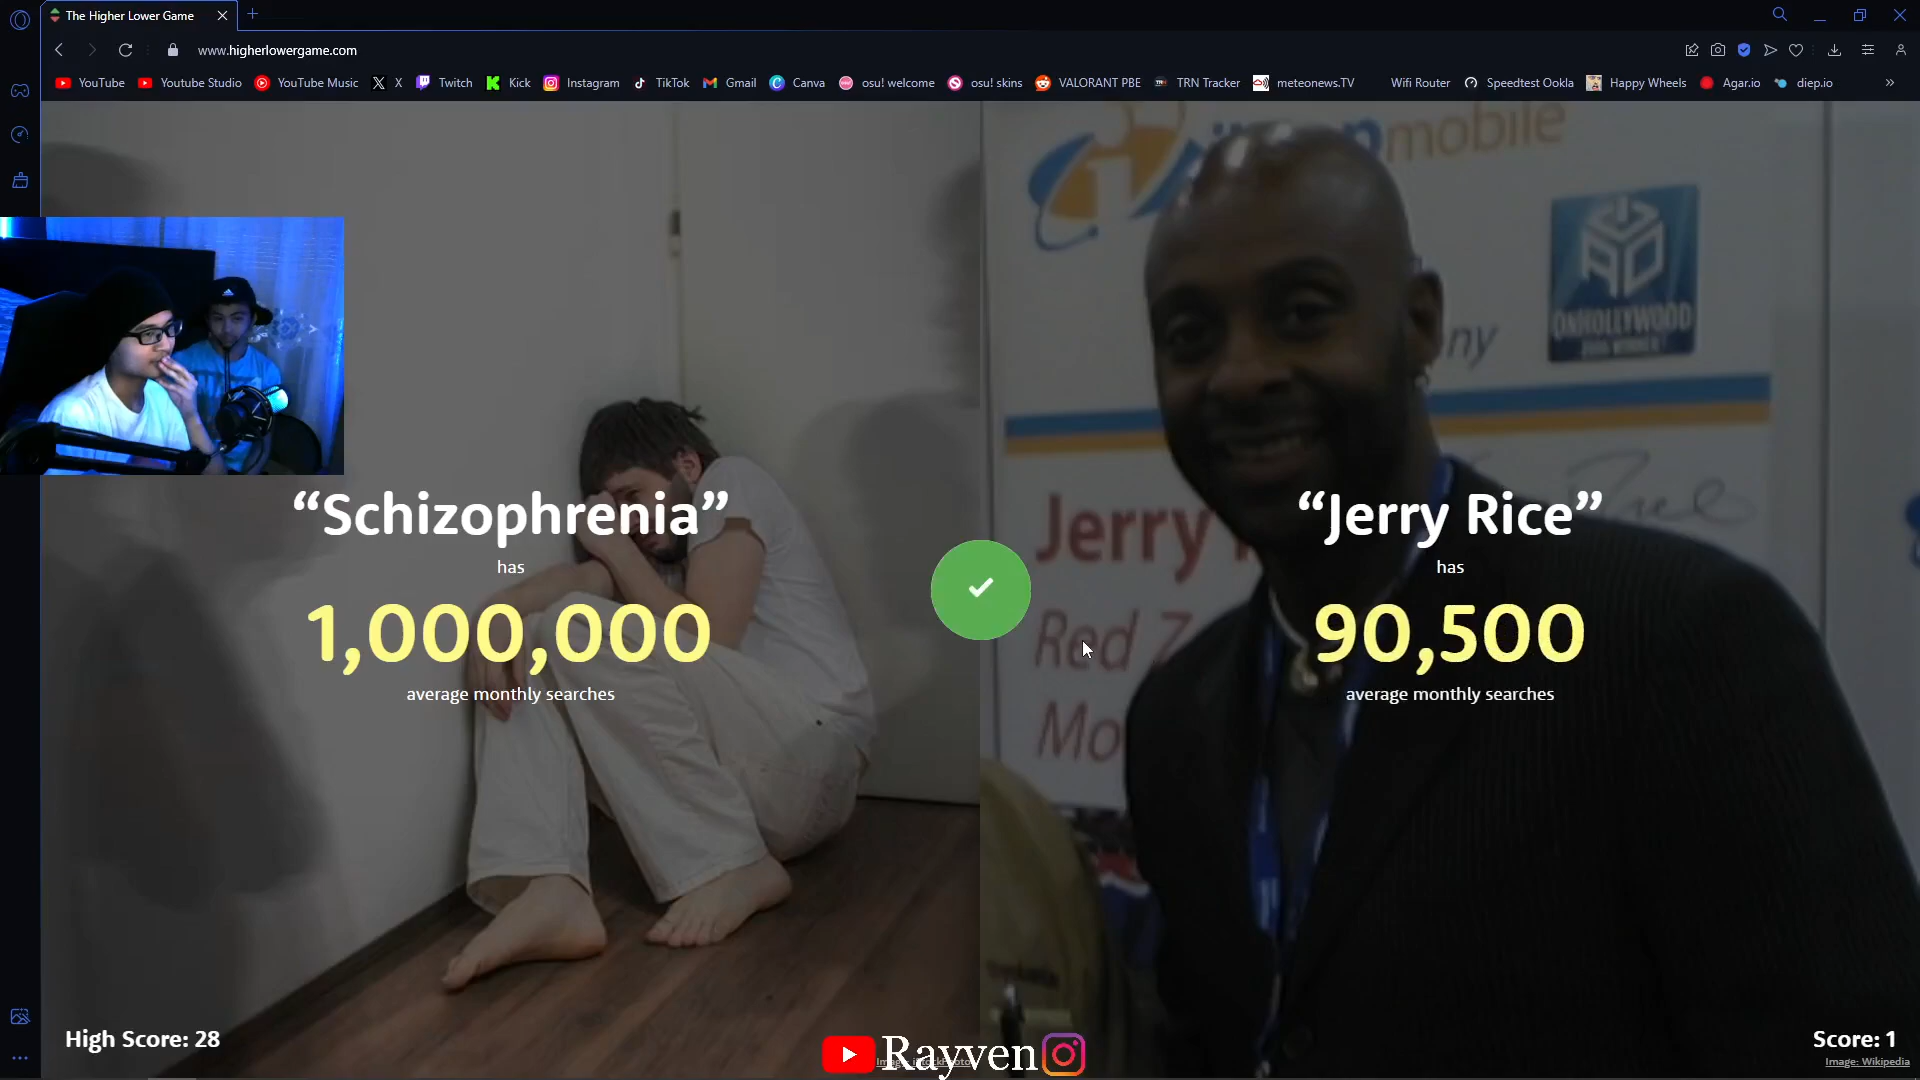 The Higher Lower Game
www.higherlowergame.com
YouTube
Youtube Studio
YouTube Music
X
Twitch
Kick
Instagram
TikTok
Gmail
Canva
osu! welcome
osu! skins
VALORANT PBE
TRN Tracker
meteonews.TV
Wifi Router
Speedtest Ookla
Happy Wheels
Agar.io
diep.io
mobile
ONHOLLYWOOD
“Schizophrenia”
has
1,000,000
average monthly searches
Jerry
Red Z
Mo
“Jerry Rice”
has
90,500
average monthly searches
High Score: 28
Rayven
Score: 1
Image: Wikipedia